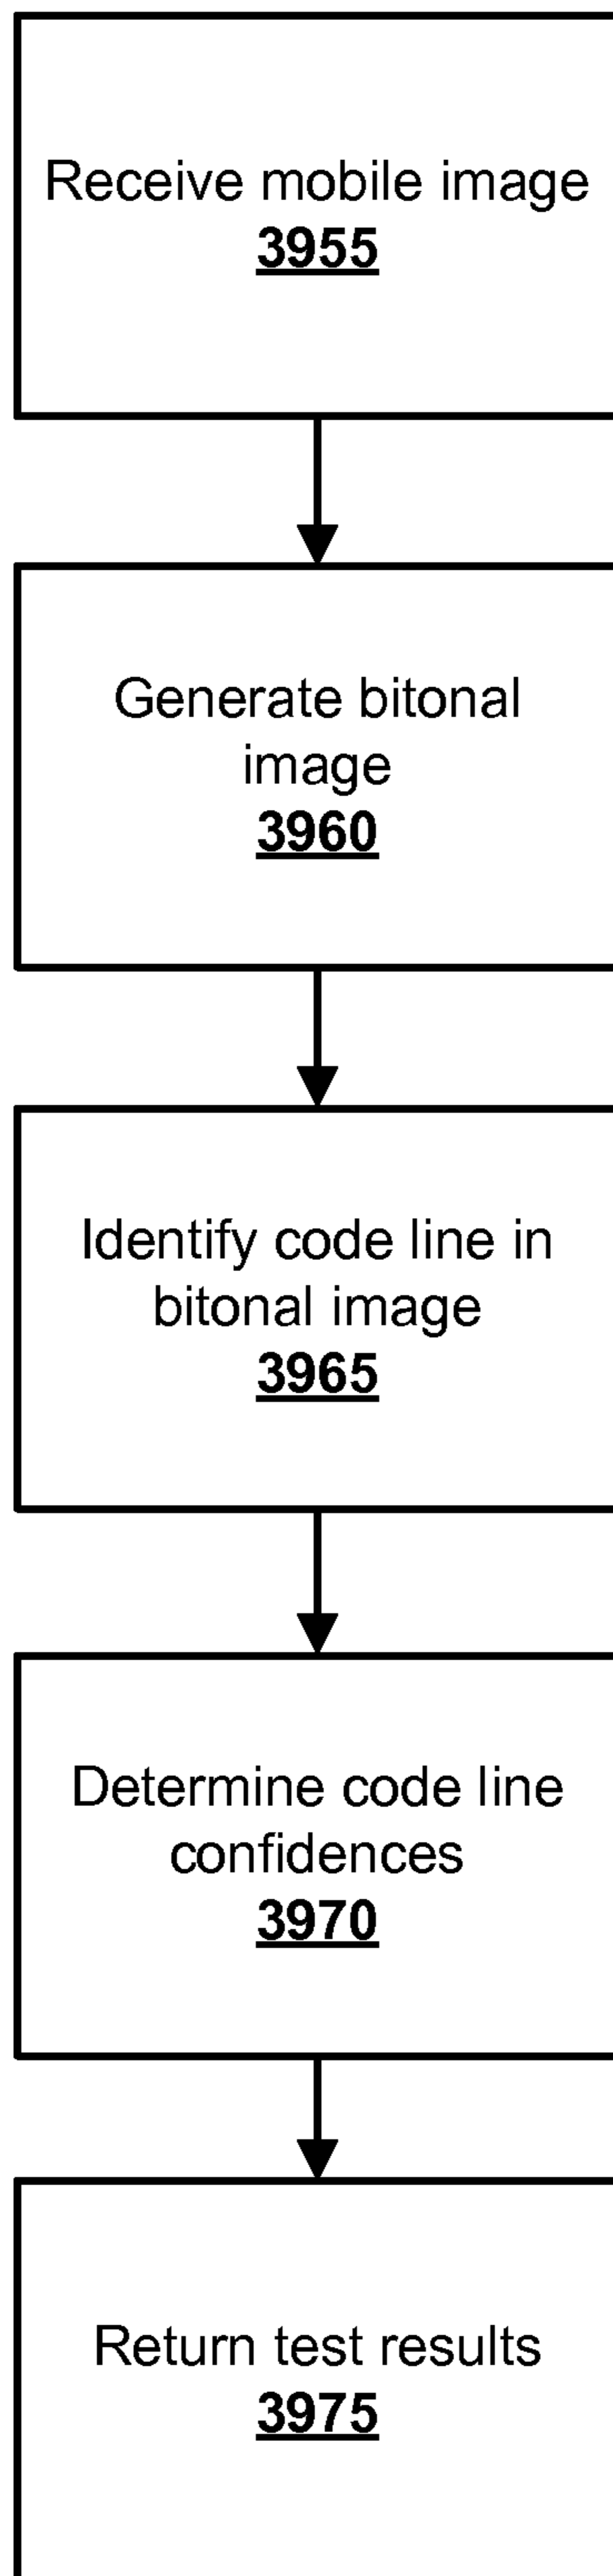 Receive mobile image
3955
Generate bitonal
image
3960
Identify code line in
bitonal image
3965
Determine code line
confidences
3970
Return test results
3975